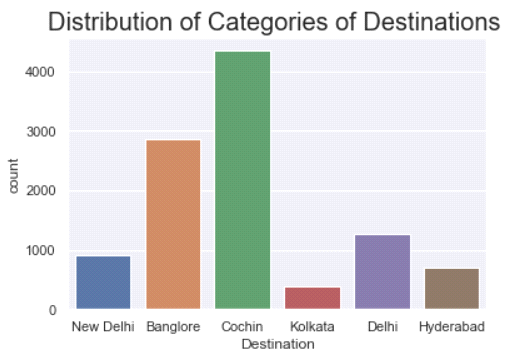 Distribution of Categories of Destinations
4000
3000
2000
1000
0
count
New Delhi Banglore Cochin Kolkata Delhi Hyderabad
Destination